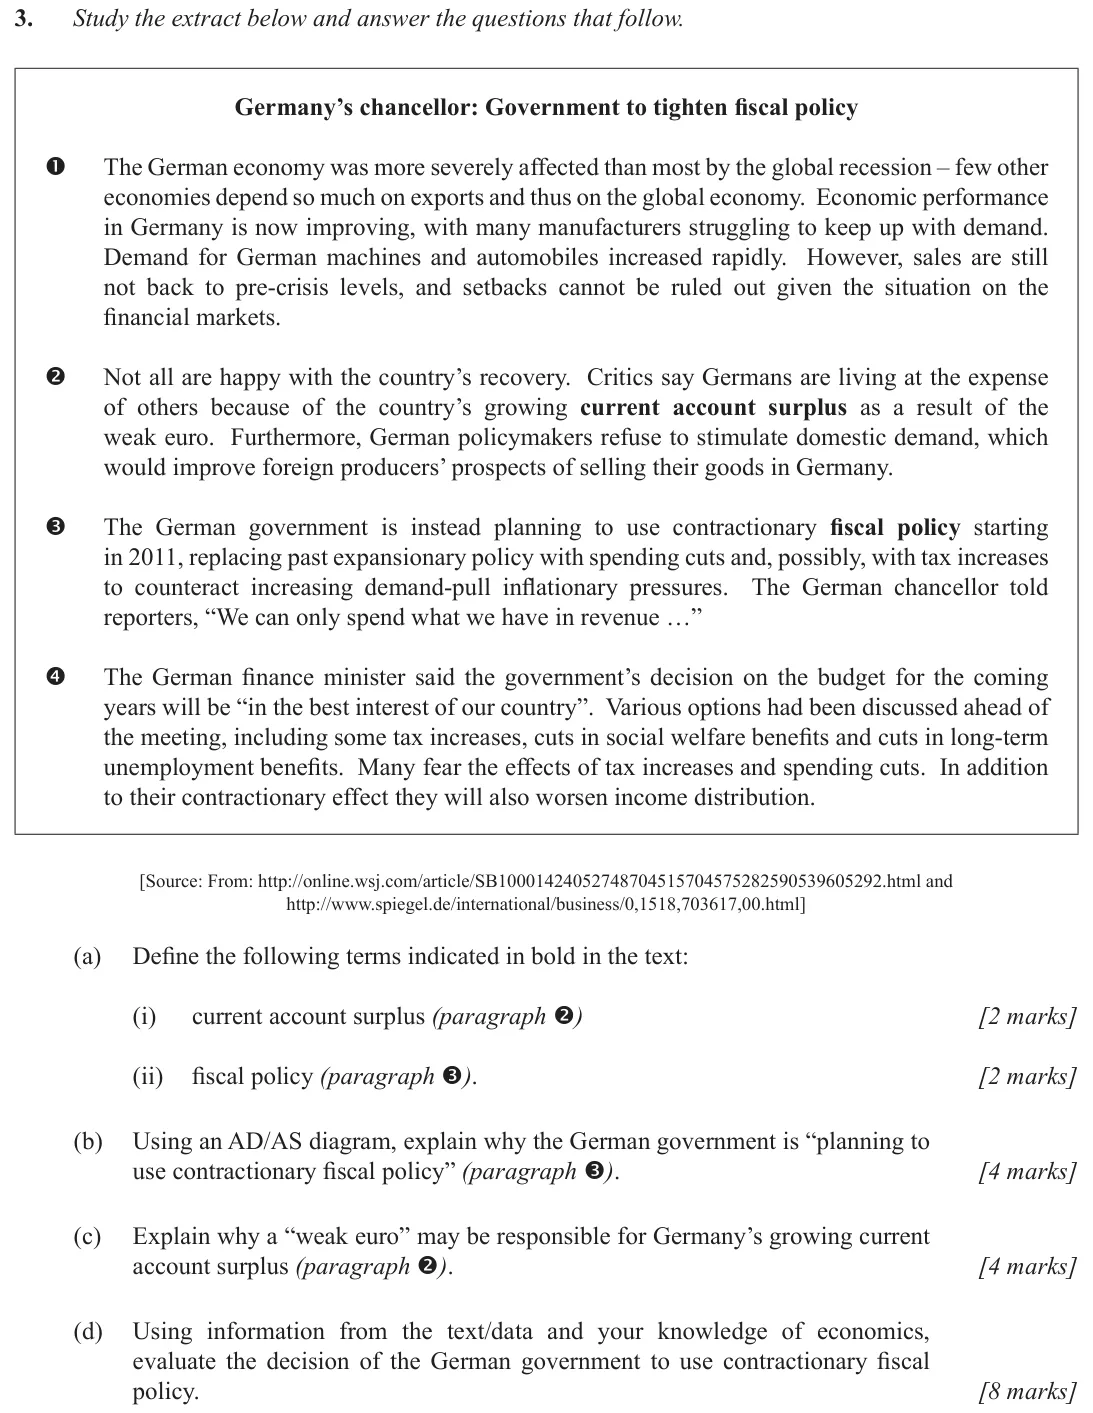 3. Study the extract below and answer the questions that follow.
Germany’s chancellor: Government to tighten fiscal policy
❶ The German economy was more severely affected than most by the global recession – few other
economies depend so much on exports and thus on the global economy. Economic performance
in Germany is now improving, with many manufacturers struggling to keep up with demand.
Demand for German machines and automobiles increased rapidly. However, sales are still
not back to pre-crisis levels, and setbacks cannot be ruled out given the situation on the
financial markets.
❷ Not all are happy with the country’s recovery. Critics say Germans are living at the expense
of others because of the country’s growing current account surplus as a result of the
weak euro. Furthermore, German policymakers refuse to stimulate domestic demand, which
would improve foreign producers’ prospects of selling their goods in Germany.
❸ The German government is instead planning to use contractionary fiscal policy starting
in 2011, replacing past expansionary policy with spending cuts and, possibly, with tax increases
to counteract increasing demand-pull inflationary pressures. The German chancellor told
reporters, “We can only spend what we have in revenue …”
❹ The German finance minister said the government’s decision on the budget for the coming
years will be “in the best interest of our country”. Various options had been discussed ahead of
the meeting, including some tax increases, cuts in social welfare benefits and cuts in long-term
unemployment benefits. Many fear the effects of tax increases and spending cuts. In addition
to their contractionary effect they will also worsen income distribution.
[Source: From: http://online.wsj.com/article/SB10001424052748704515704575282590539605292.html and
http://www.spiegel.de/international/business/0,1518,703617,00.html]
(a) Define the following terms indicated in bold in the text:
(i) current account surplus (paragraph ❷) [2 marks]
(ii) fiscal policy (paragraph ❸). [2 marks]
(b) Using an AD/AS diagram, explain why the German government is “planning to
use contractionary fiscal policy” (paragraph ❸). [4 marks]
(c) Explain why a “weak euro” may be responsible for Germany’s growing current
account surplus (paragraph ❷). [4 marks]
(d) Using information from the text/data and your knowledge of economics,
evaluate the decision of the German government to use contractionary fiscal
policy. [8 marks]